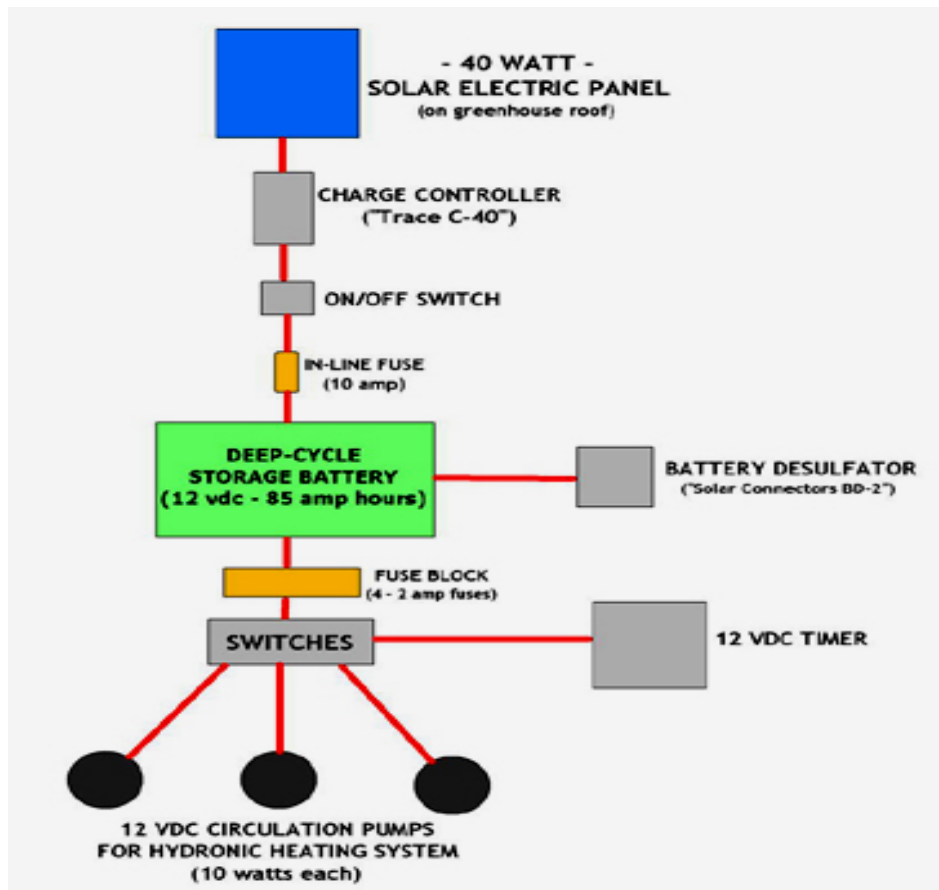 - 40 WATT -
SOLAR ELECTRIC PANEL
(on greenhouse roof)
CHARGE CONTROLLER
("Trace C-40")
ON/OFF SWITCH
IN-LINE FUSE
(10 amp)
DEEP-CYCLE
STORAGE BATTERY
(12 vdc - 85 amp hours)
BATTERY DESULFATOR
("Solar Connectors BD-2")
FUSE BLOCK
(4 - 2 amp fuses)
SWITCHES
12 VDC TIMER
12 VDC CIRCULATION PUMPS
FOR HYDRONIC HEATING SYSTEM
(10 watts each)